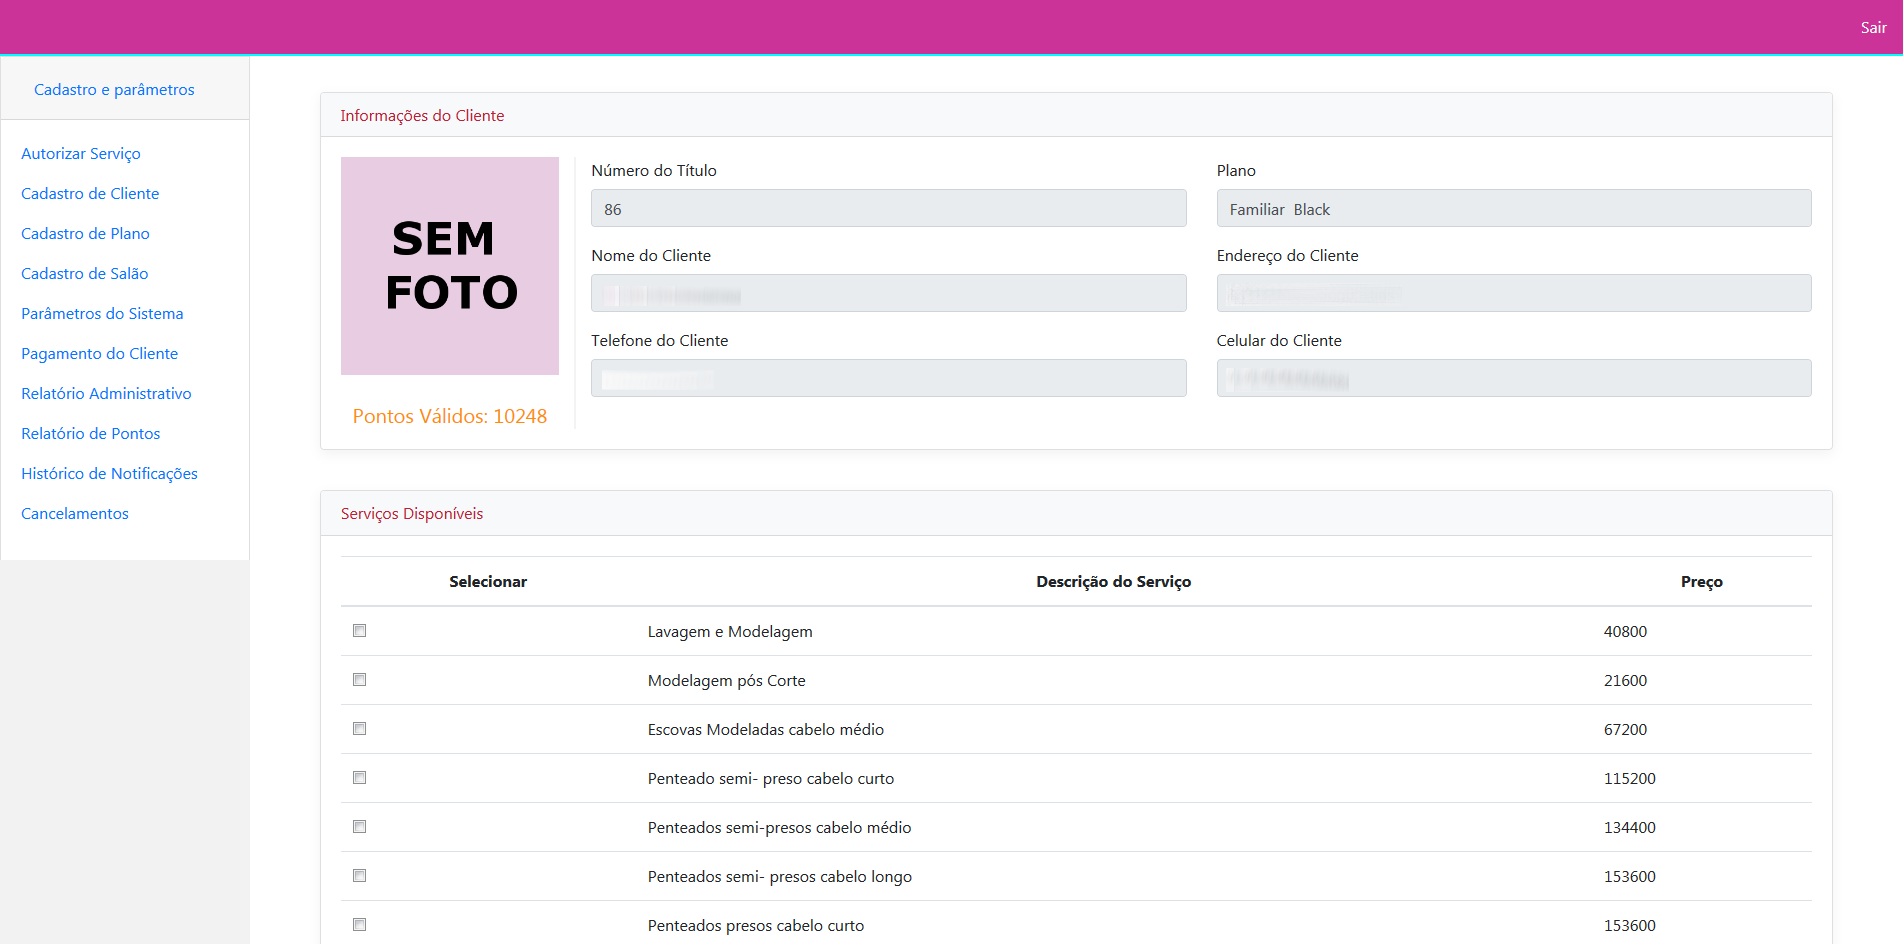 Sair
Cadastro e parâmetros
Autorizar Serviço
Cadastro de Cliente
Cadastro de Plano
Cadastro de Salão
Parâmetros do Sistema
Pagamento do Cliente
Relatório Administrativo
Relatório de Pontos
Histórico de Notificações
Cancelamentos
Informações do Cliente
SEM
FOTO
Pontos Válidos: 10248
Número do Título
86
Plano
Familiar Black
Nome do Cliente
Endereço do Cliente
Telefone do Cliente
Celular do Cliente
Serviços Disponíveis
Selecionar Descrição do Serviço Preço
Lavagem e Modelagem 40800
Modelagem pós Corte 21600
Escovas Modeladas cabelo médio 67200
Penteado semi- preso cabelo curto 115200
Penteados semi-presos cabelo médio 134400
Penteados semi- presos cabelo longo 153600
Penteados presos cabelo curto 153600